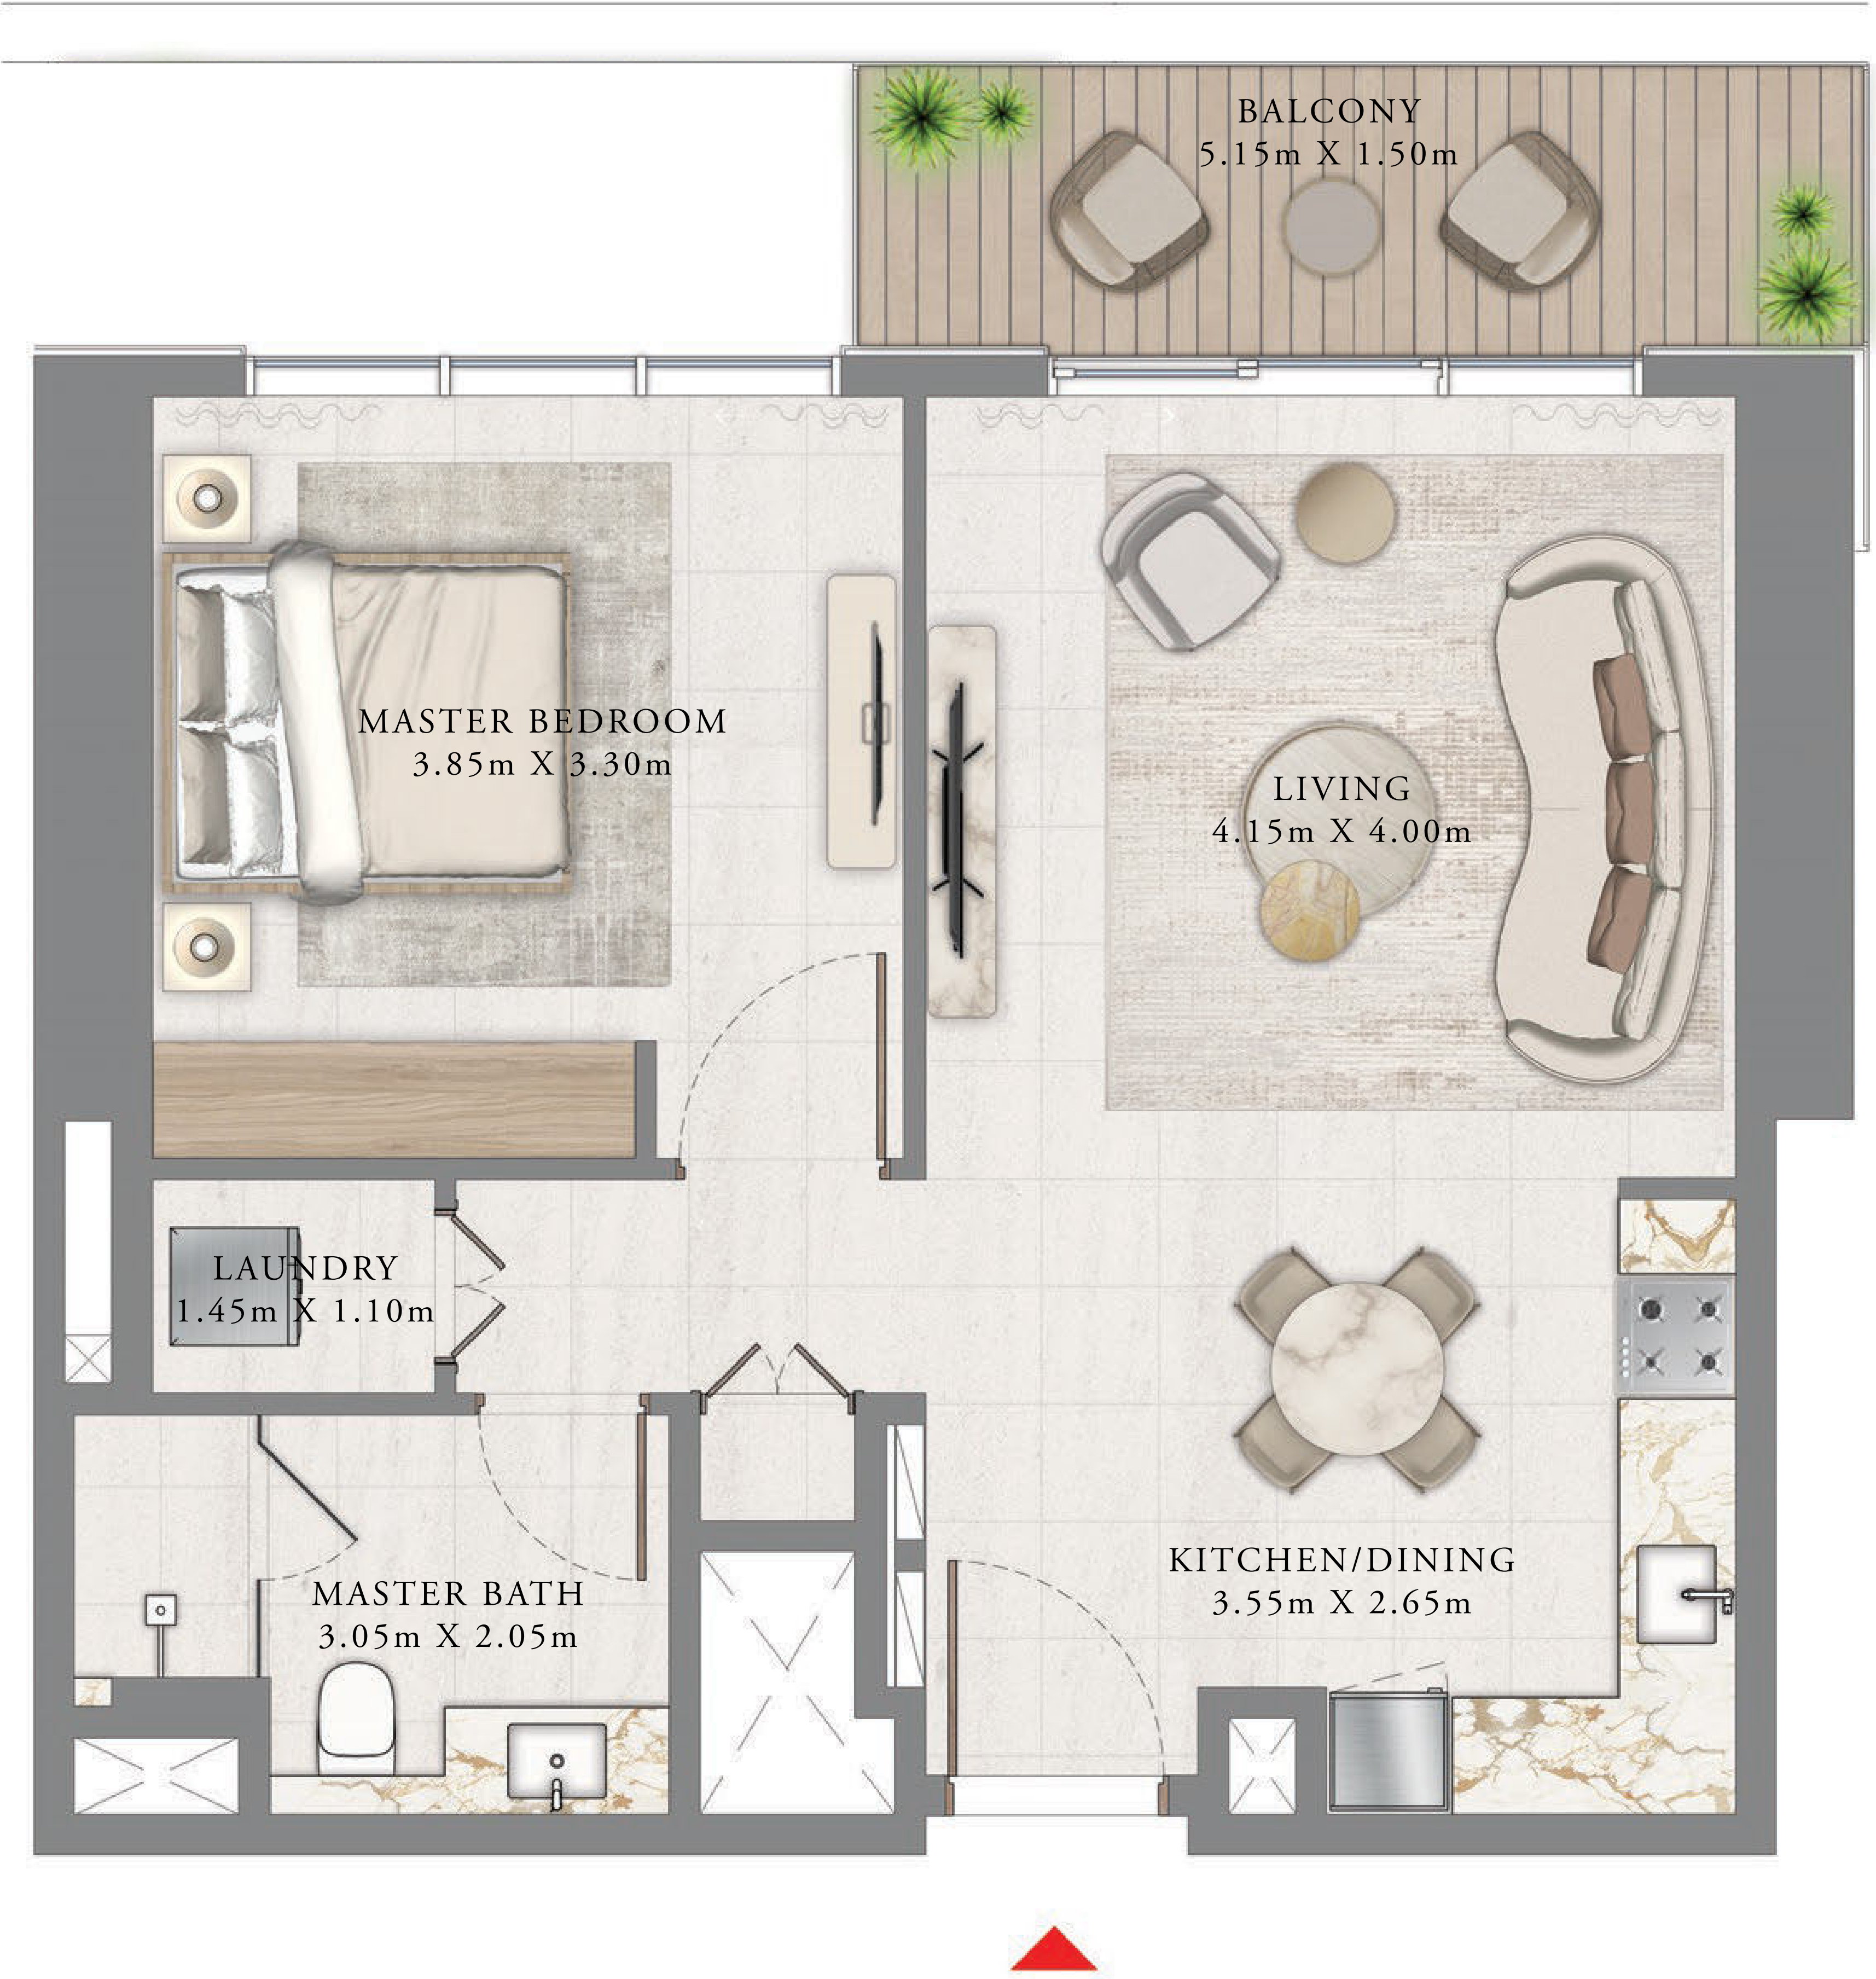 BALCONY
5.15m X 1.50m
MASTER BEDROOM
3.85m X 3.30m
LIVING
4.15m X 4.00m
LAUNDRY
1.45m X 1.10m
KITCHEN/DINING
3.55m X 2.65m
MASTER BATH
3.05m X 2.05m